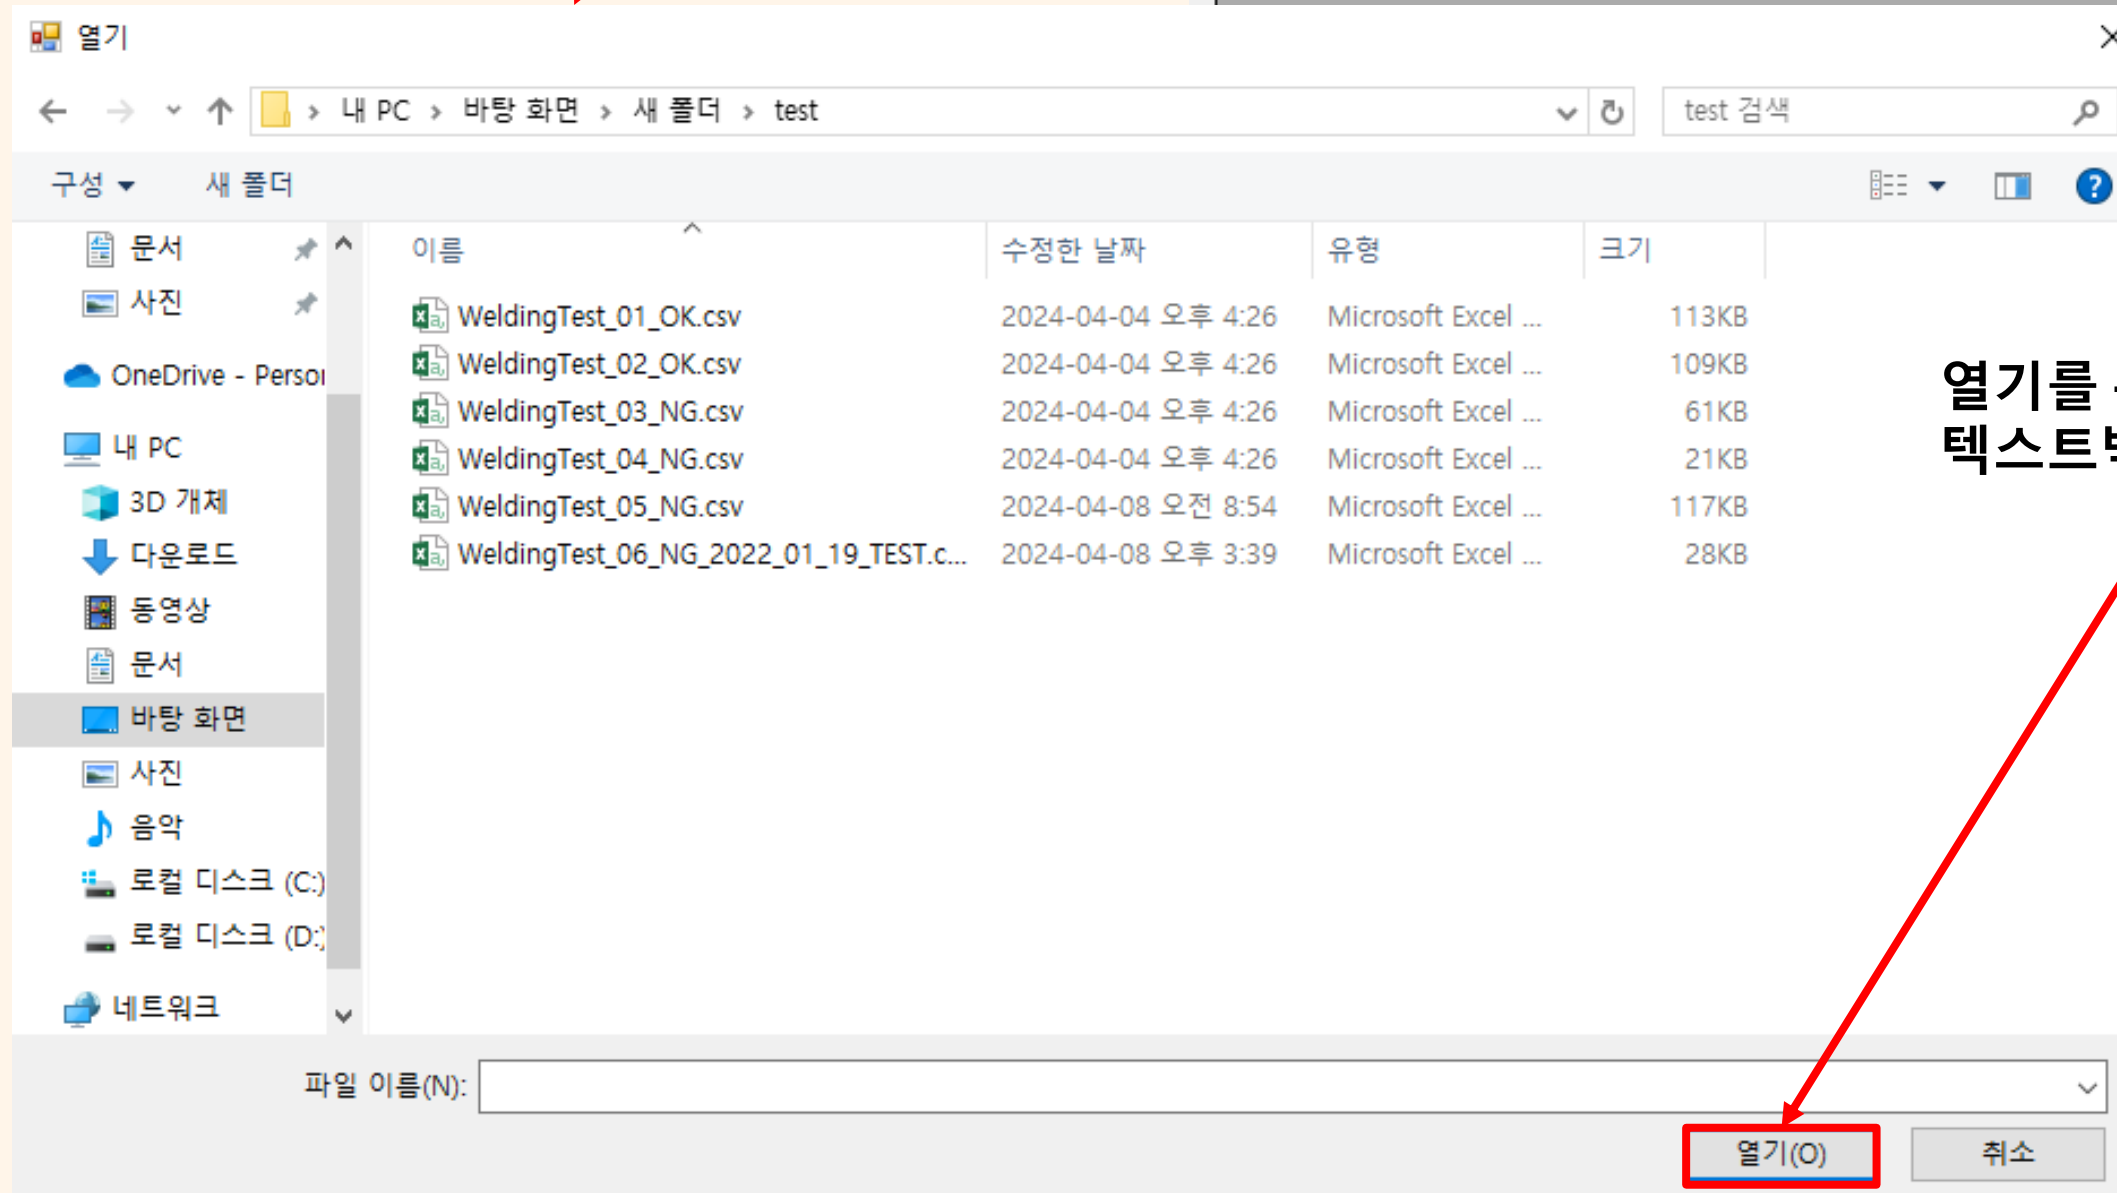 열기
내 PC > 바탕 화면 > 새 폴더 > test
test 검색
구성
새 폴더
문서
사진
OneDrive - Person
내 PC
3D 개체
다운로드
동영상
문서
바탕 화면
사진
음악
로컬 디스크 (C:)
로컬 디스크 (D:)
네트워크
이름 수정한 날짜 유형 크기
WeldingTest_01_OK.csv 2024-04-04 오후 4:26 Microsoft Excel ... 113KB
WeldingTest_02_OK.csv 2024-04-04 오후 4:26 Microsoft Excel ... 109KB
WeldingTest_03_NG.csv 2024-04-04 오후 4:26 Microsoft Excel ... 61KB
WeldingTest_04_NG.csv 2024-04-04 오후 4:26 Microsoft Excel ... 21KB
WeldingTest_05_NG.csv 2024-04-08 오전 8:54 Microsoft Excel ... 117KB
WeldingTest_06_NG_2022_01_19_TEST.c... 2024-04-08 오후 3:39 Microsoft Excel ... 28KB
열기를
파일 이름(N):
열기(O)
취소